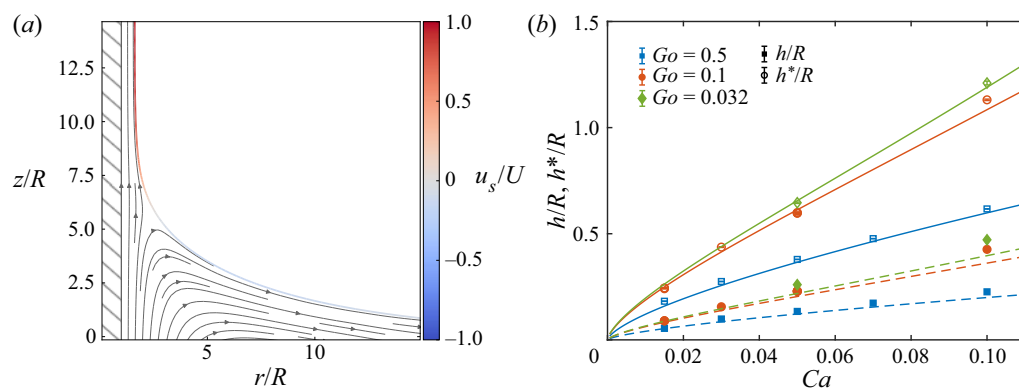 (a)
12.5
10.0
7.5
5.0
2.5
0
z/R
5
10
r/R
1.0
0.5
0
−0.5
−1.0
u_s/U
(b)
1.5
1.0
0.5
0
h/R, h*/R
Go = 0.5
Go = 0.1
Go = 0.032
h/R
h*/R
0.02
0.04
0.06
0.08
0.10
Ca